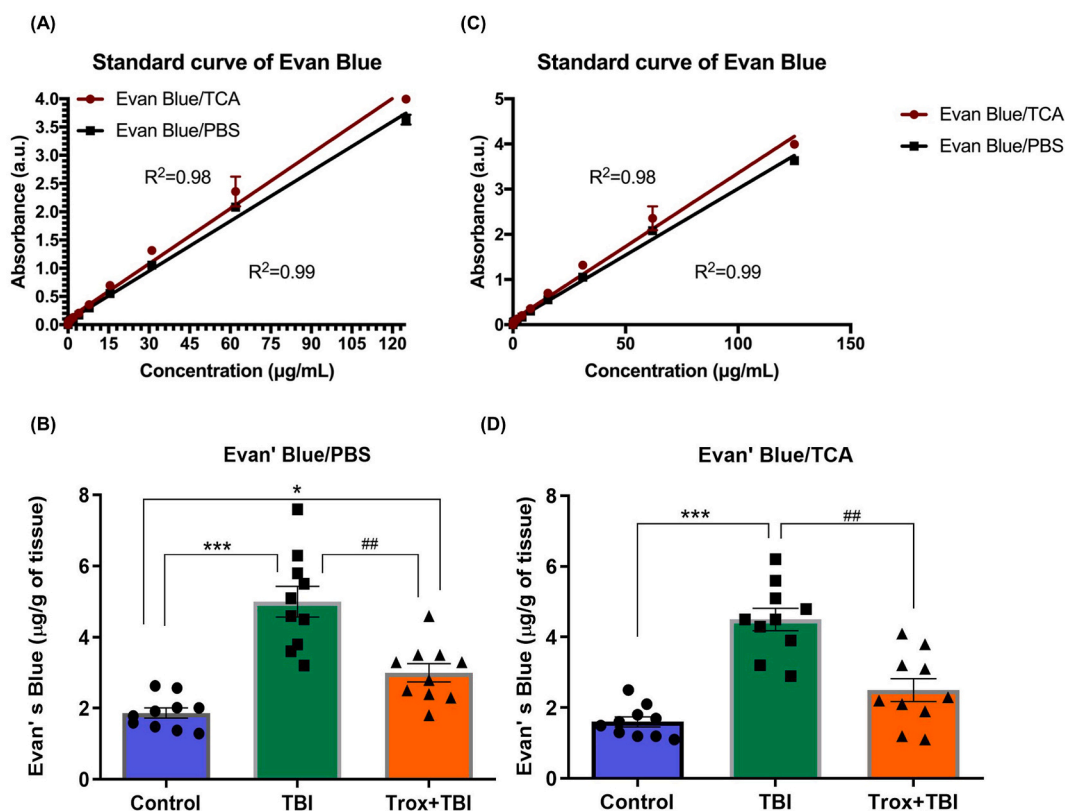 (A)
Standard curve of Evan Blue
Evan Blue/TCA
Evan Blue/PBS
R²=0.98
R²=0.99
Absorbance (a.u.)
4.0
3.5
3.0
2.5
2.0
1.5
1.0
0.5
0.0
0 15 30 45 60 75 90 105 120
Concentration (µg/mL)
(C)
Standard curve of Evan Blue
Evan Blue/TCA
Evan Blue/PBS
R²=0.98
R²=0.99
Absorbance (a.u.)
5
4
3
2
1
0
0 50 100 150
Concentration (µg/mL)
(B)
Evan' Blue/PBS
*
*** ##
Evan' s Blue (µg/g of tissue)
8
6
4
2
0
Control TBI Trox+TBI
(D)
Evan' Blue/TCA
*** ##
Evan' s Blue (µg/g of tissue)
8
6
4
2
0
Control TBI Trox+TBI